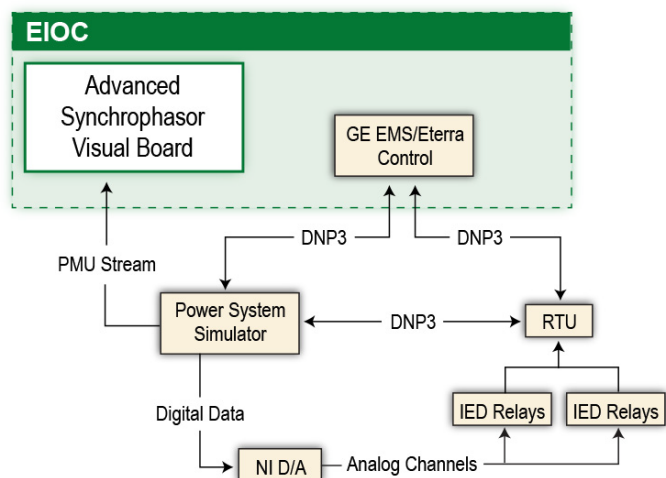 EIOC
Advanced
Synchrophasor
Visual Board
GE EMS/Eterra
Control
DNP3
DNP3
PMU Stream
Power System
Simulator
DNP3
RTU
Digital Data
IED Relays
IED Relays
NI D/A
Analog Channels